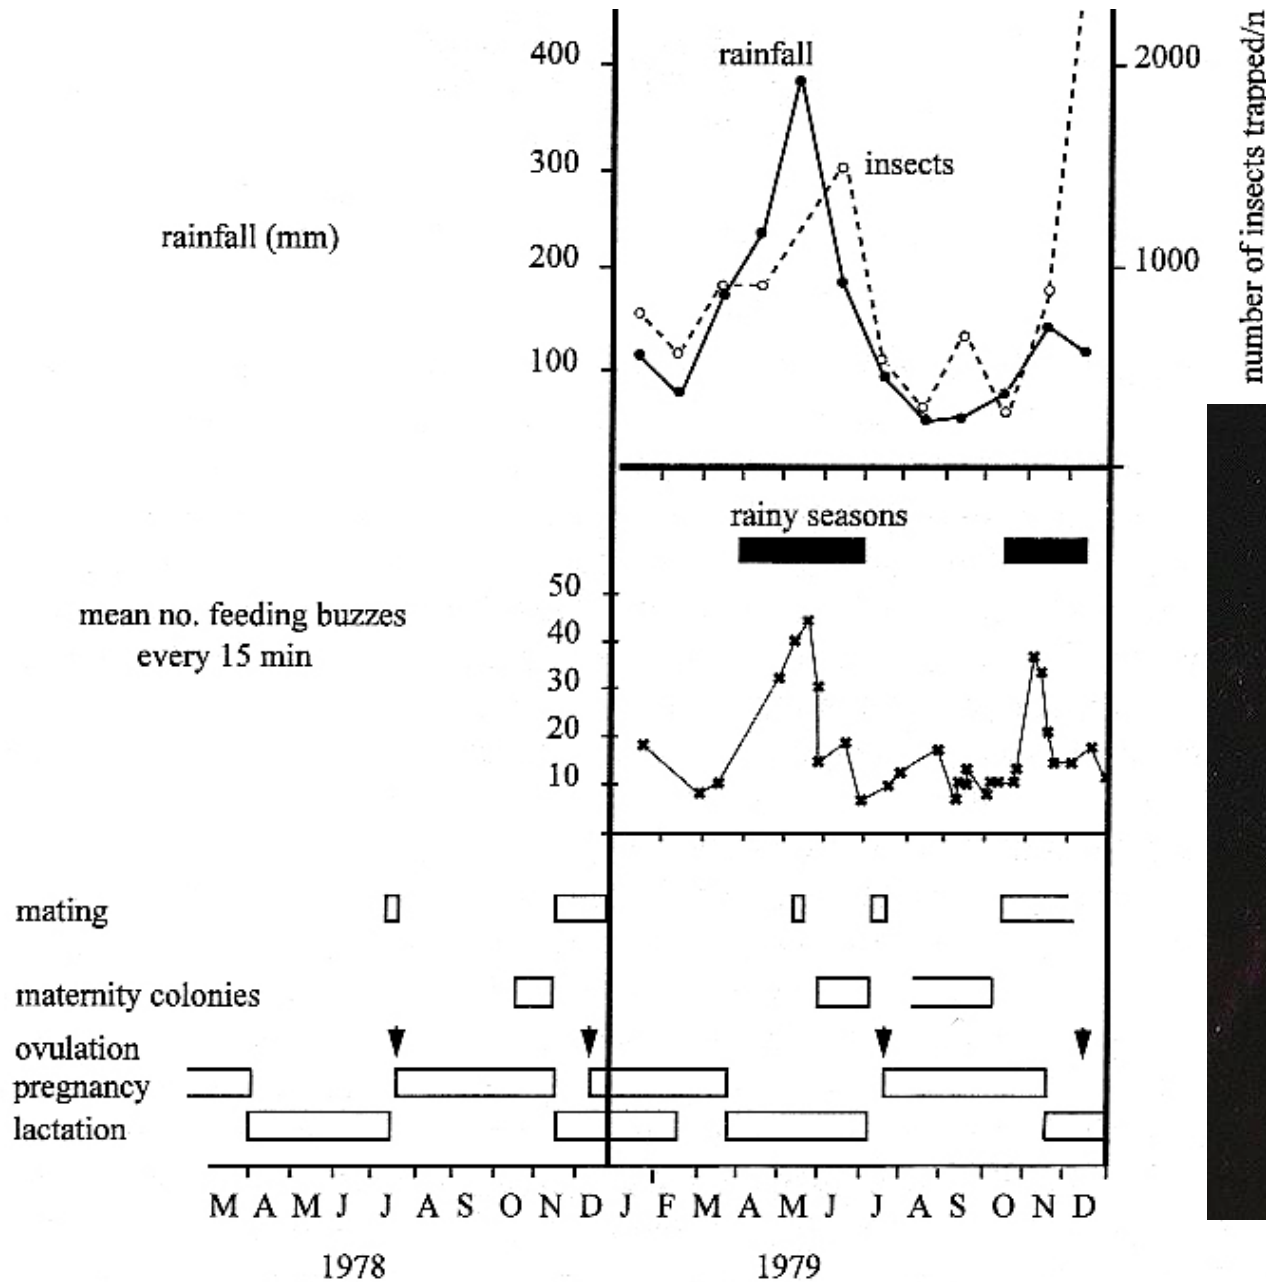 400
rainfall
2000
300
insects
rainfall (mm)
200
1000
100
number of insects trapped/n
rainy seasons
50
mean no. feeding buzzes
every 15 min
40
30
20
10
mating
maternity colonies
ovulation
pregnancy
lactation
M A M J J A S O N D J F M A M J J A S O N D
1978 1979